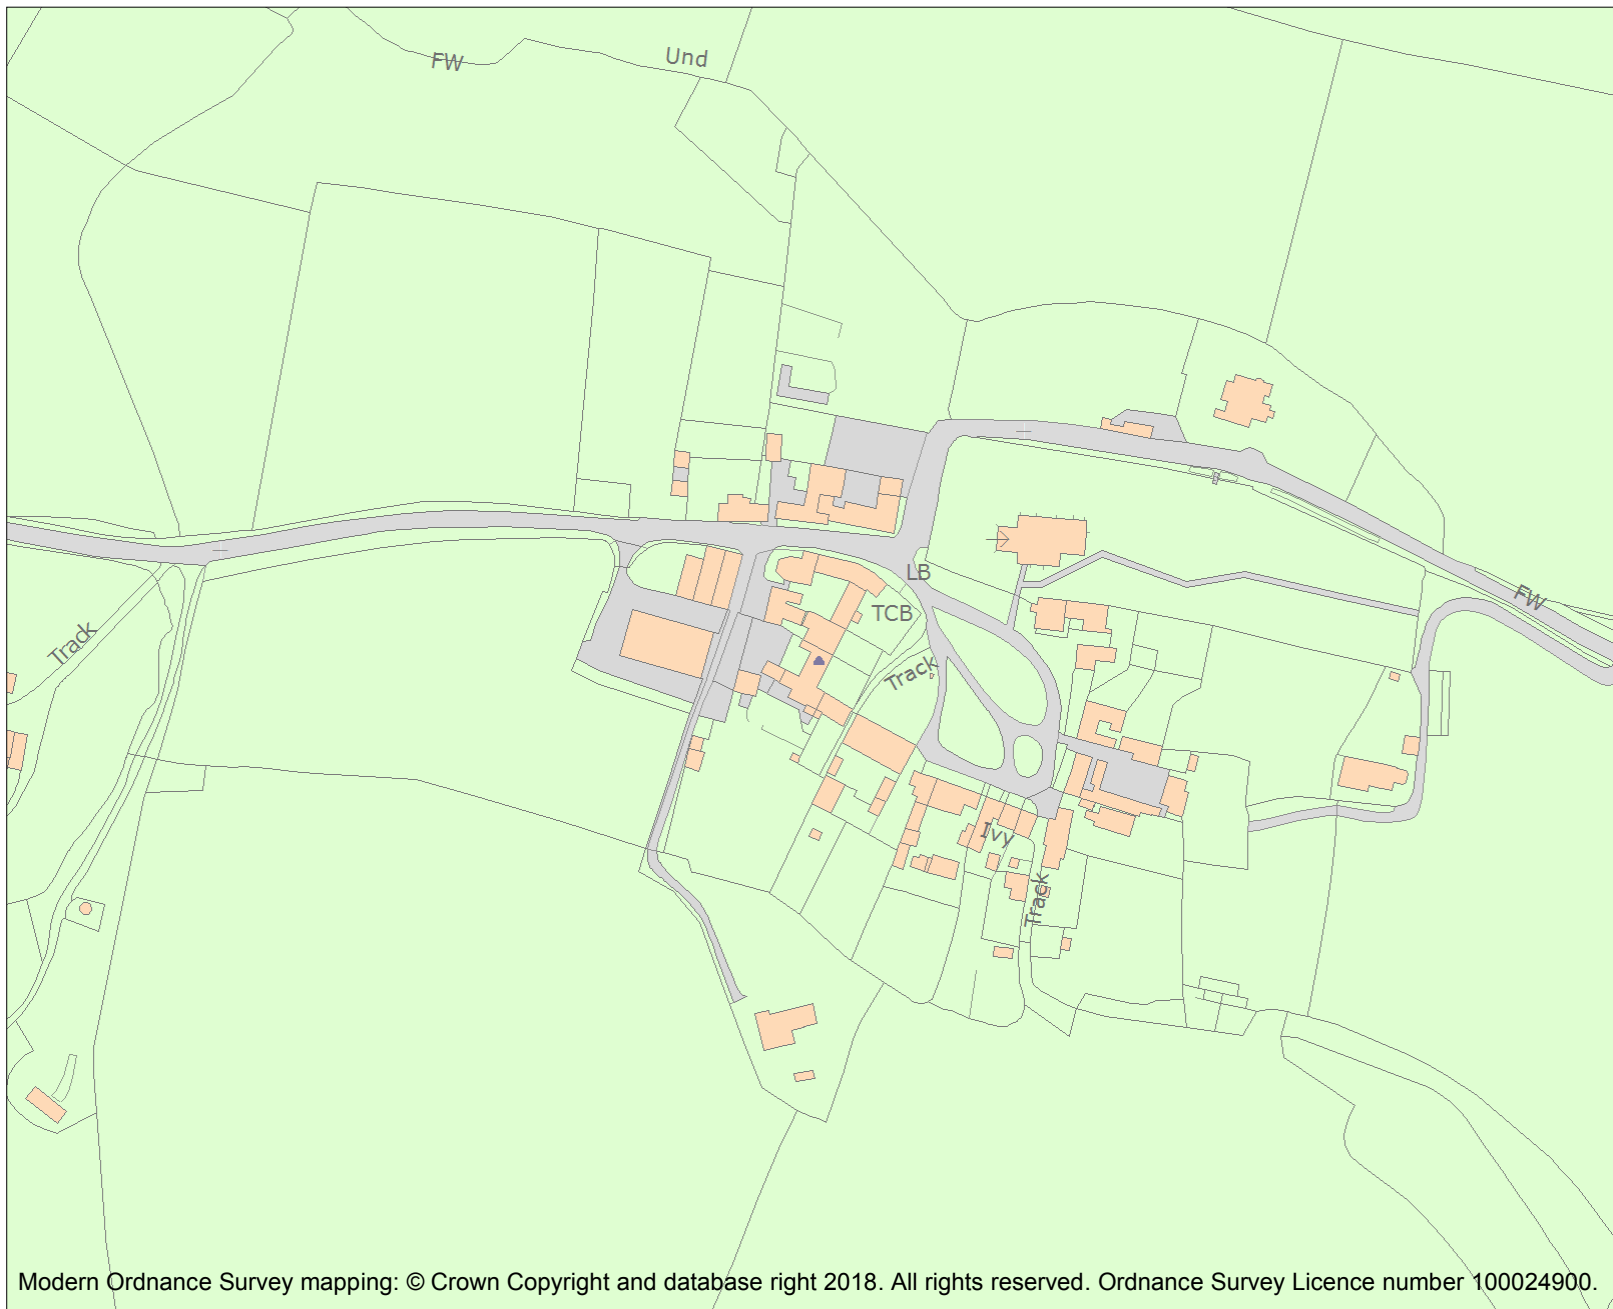 FW
Und
LB
TCB
FW
Track
Track
Ivy
Track
Modern Ordnance Survey mapping: © Crown Copyright and database right 2018. All rights reserved. Ordnance Survey Licence number 100024900.